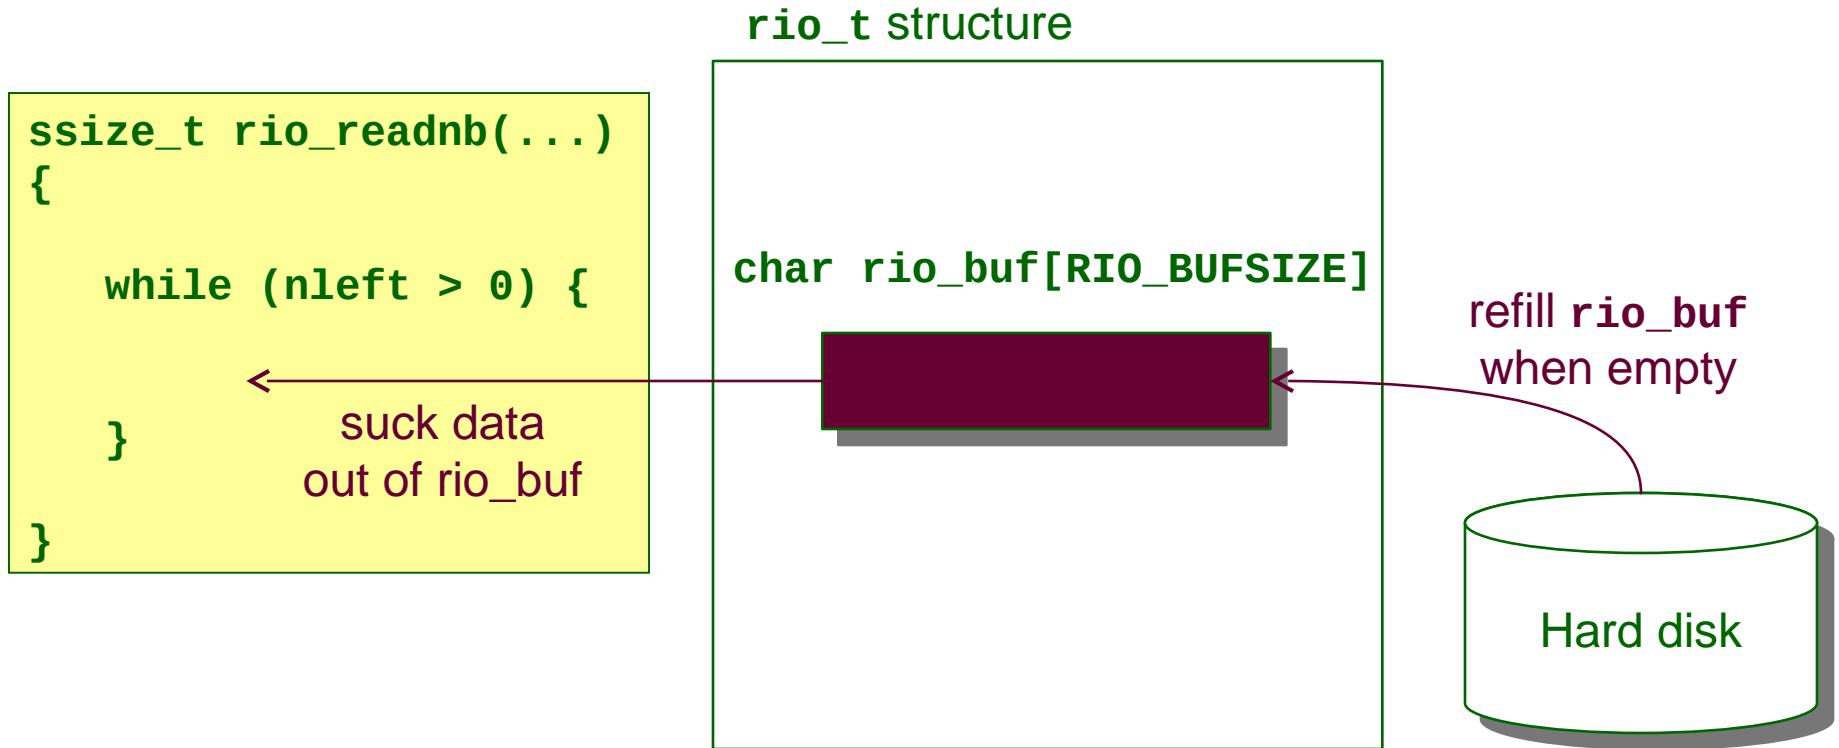 rio_t structure
ssize_t rio_readnb(...)
{
while (nleft > 0) {
}
}
suck data
out of rio_buf
char rio_buf[RIO_BUFSIZE]
refill rio_buf
when empty
Hard disk